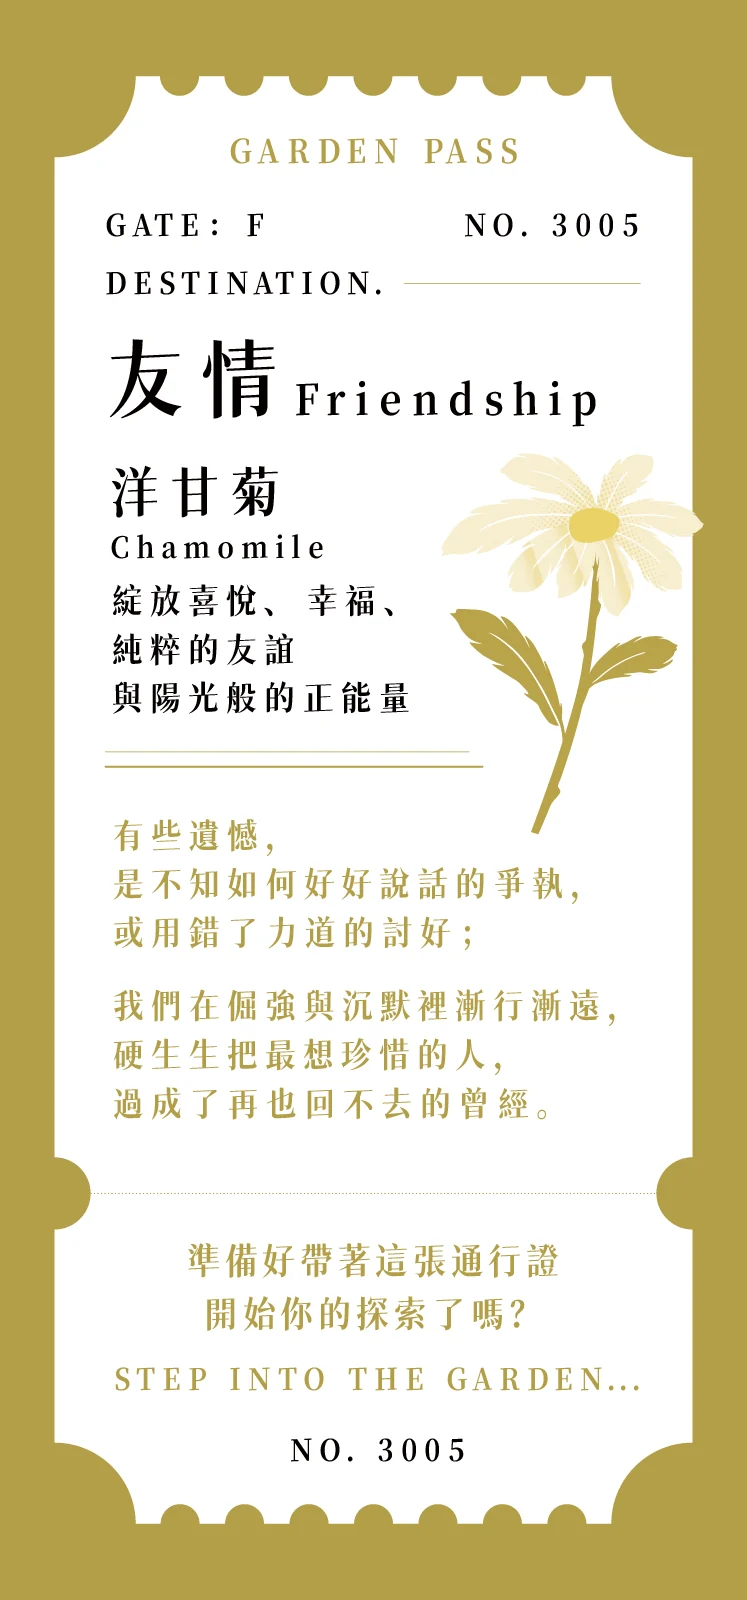 GARDEN PASS
GATE: F
NO. 3005
DESTINATION.
友情 Friendship
洋甘菊
Chamomile
綻放喜悅、幸福、
純粹的友誼
與陽光般的正能量
有些遺憾，
是不知如何好好說話的爭執，
或用錯了力道的討好；
我們在倔強與沉默裡漸行漸遠，
硬生生把最想珍惜的人，
過成了再也回不去的曾經。
準備好帶著這張通行證
開始你的探索了嗎？
STEP INTO THE GARDEN...
NO. 3005